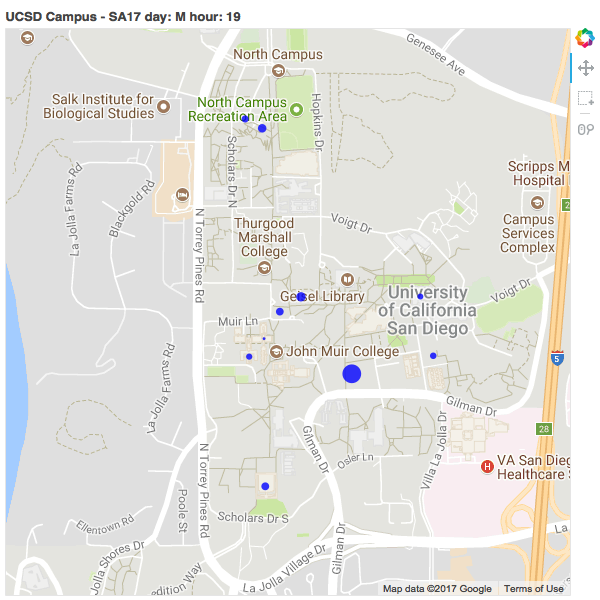 UCSD Campus - SA17 day: M hour: 19
Genesee Ave
North Campus
Salk Institute for
Biological Studies
North Campus
Recreation Area
Hopkins Dr
Scholars Dr N
Scripps M
Hospital
La Jolla Farms Rd
Blackgold Rd
2
N Torrey Pines Rd
Voigt Dr
Campus
Services
Complex
Thurgood
Marshall
College
Geisel Library
University
of California
San Diego
Voigt Dr
Muir Ln
John Muir College
5
La Jolla Farms Rd
Gilman Dr
Villa La Jolla Dr
28
Gilman Dr
N Torrey Pines Rd
Osler Ln
H
VA San Dieg
Healthcare S
Poole St
Ellentown Rd
Scholars Dr S
La
Gilman Dr
La Jolla Shores Dr
La Jolla Village Dr
edition Way
Map data ©2017 Google
Terms of Use